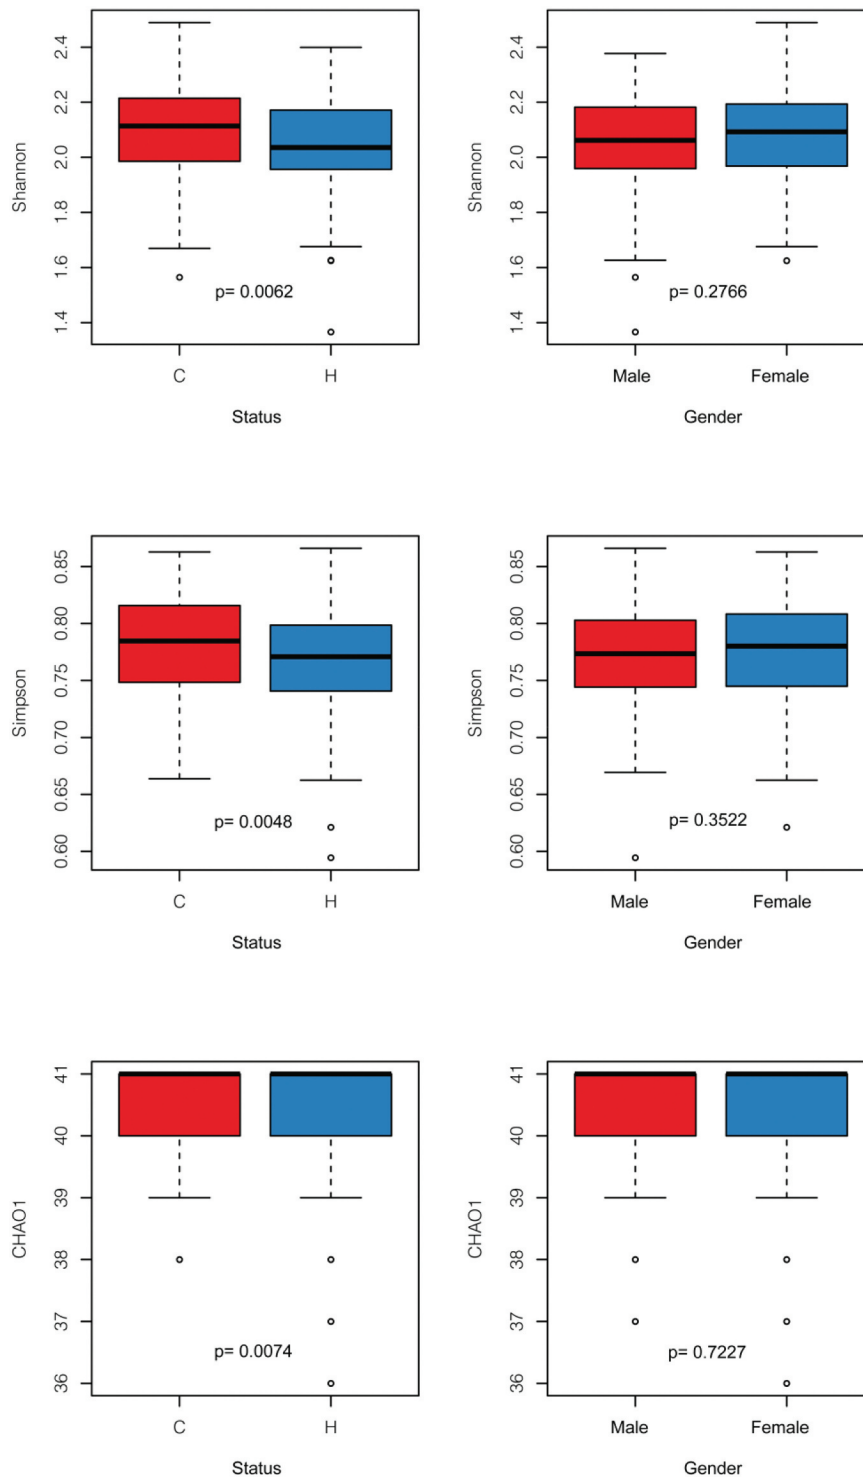 Shannon
2.4
2.2
2.0
1.8
1.6
1.4
p= 0.0062
C
H
Status
Shannon
2.4
2.2
2.0
1.8
1.6
1.4
p= 0.2766
Male
Female
Gender
Simpson
0.85
0.80
0.75
0.70
0.65
0.60
p= 0.0048
C
H
Status
Simpson
0.85
0.80
0.75
0.70
0.65
0.60
p= 0.3522
Male
Female
Gender
CHAO1
41
40
39
38
37
36
p= 0.0074
C
H
Status
CHAO1
41
40
39
38
37
36
p= 0.7227
Male
Female
Gender